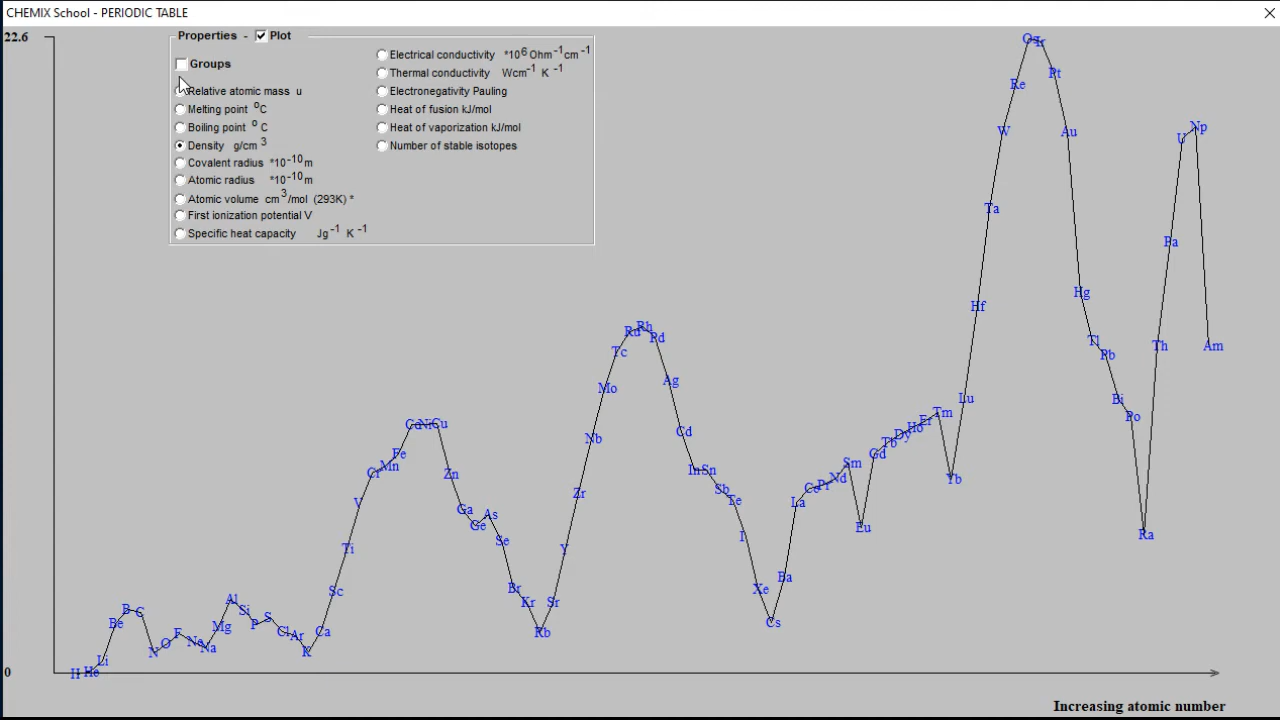 CHEMIX School - PERIODIC TABLE
22.6
Properties - Plot
Groups
Relative atomic mass u
Melting point ºC
Boiling point º C
Density g/cm 3
Covalent radius *10-10m
Atomic radius *10-10m
Atomic volume cm3/mol (293K) *
First ionization potential V
Specific heat capacity Jg-1 K -1
Electrical conductivity *106 Ohm-1cm-1
Thermal conductivity Wcm-1 K -1
Electronegativity Pauling
Heat of fusion kJ/mol
Heat of vaporization kJ/mol
Number of stable isotopes
H He Li Be B C N O F Ne Na Mg Al Si P S Cl Ar K Ca Sc Ti V Cr Mn Fe Co Ni Cu Zn Ga Ge As Se Br Kr Rb Sr Y Zr Nb Mo Tc Ru Rh Pd Ag Cd In Sn Sb Te I Xe Cs Ba La Ce Pr Nd Sm Eu Gd Tb Dy Ho Er Tm Yb Lu Hf Ta W Re Os Ir Pt Au Hg Tl Pb Bi Po Ra Th Pa U Np Am
0
Increasing atomic number